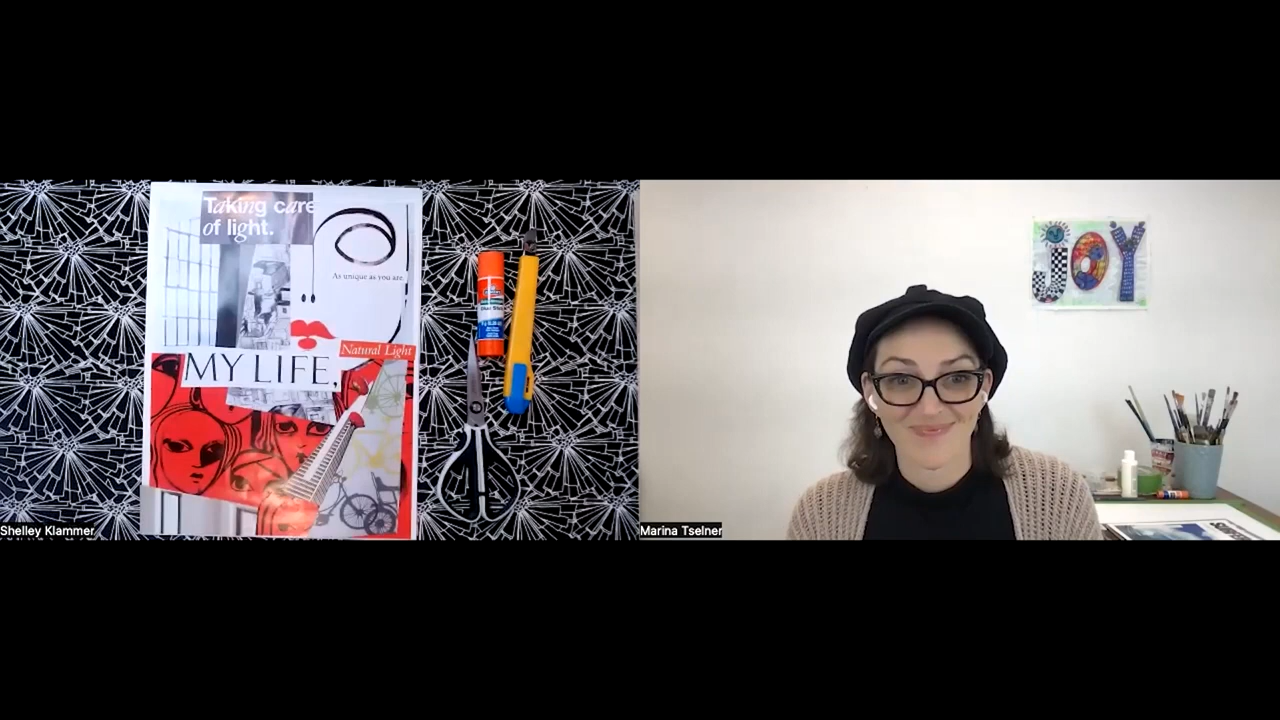 Taking care
of light.
As unique as you are.
Natural Light
MY LIFE,
Shelley Klammer
JOY
Marina Tselner